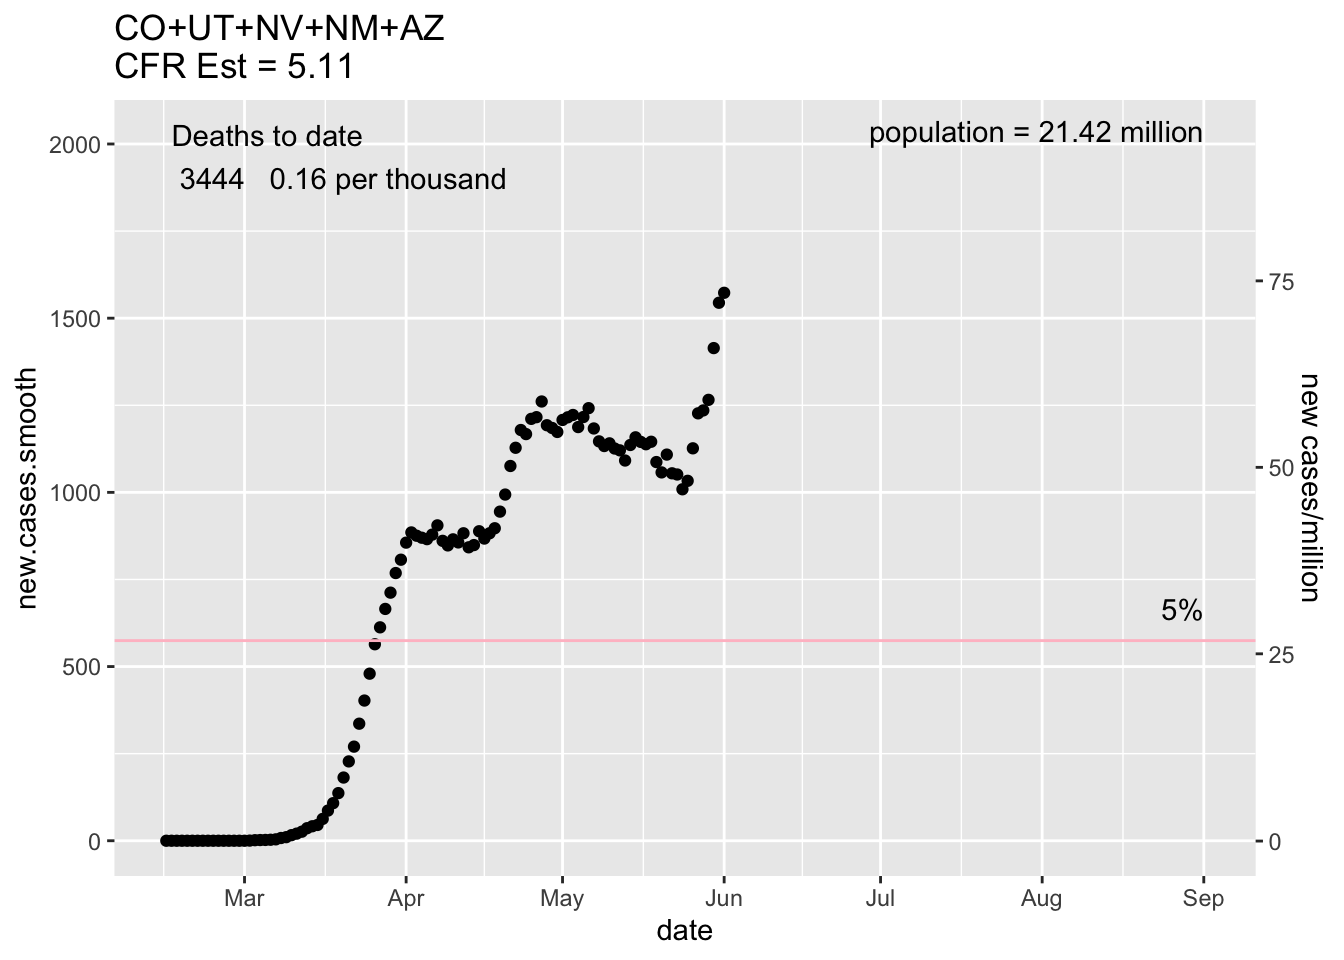 CO+UT+NV+NM+AZ
CFR Est = 5.11
Deaths to date
3444 0.16 per thousand
population = 21.42 million
2000
1500
1000
500
0
new.cases.smooth
75
50
25
0
new cases/million
5%
Mar Apr May Jun Jul Aug Sep
date